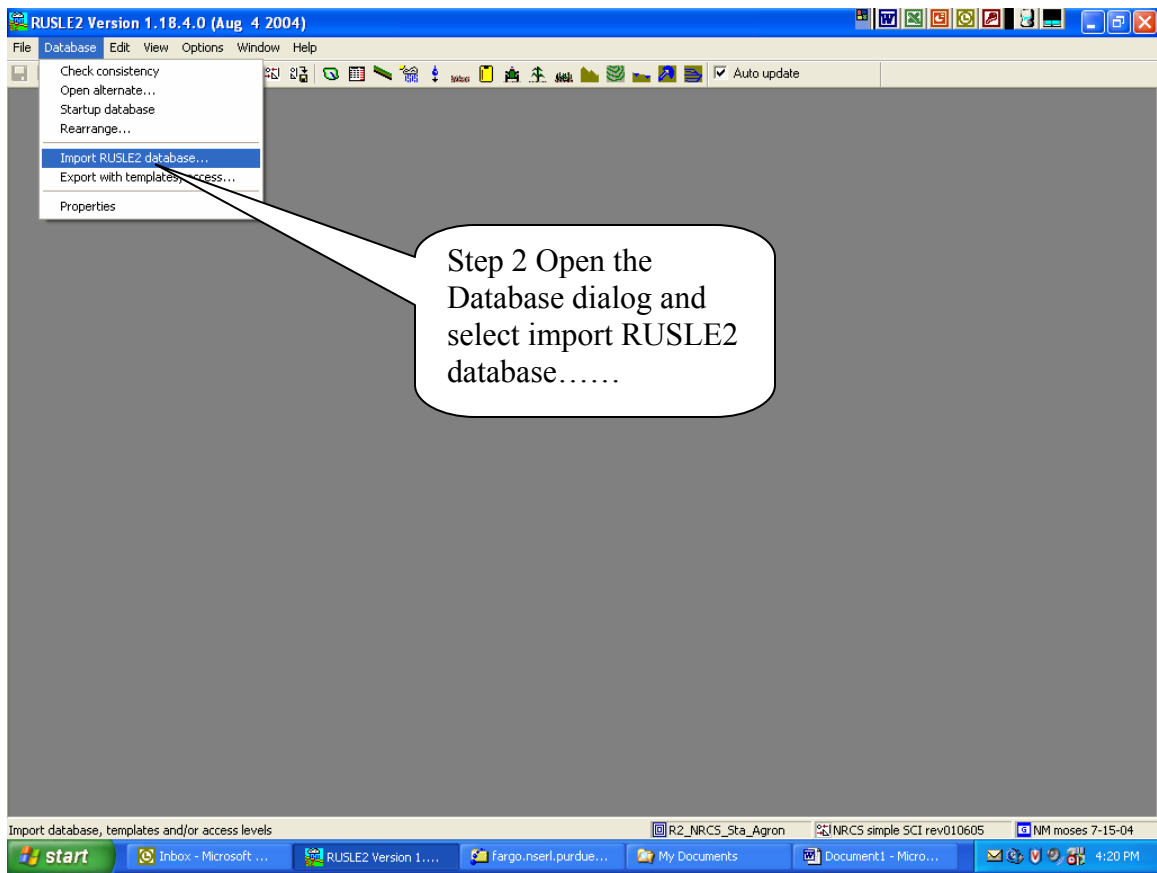 RUSLE2 Version 1.18.4.0 (Aug 4 2004)
File Database Edit View Options Window Help
Auto update
Check consistency
Open alternate...
Startup database
Rearrange...
Import RUSLE2 database...
Export with templates, access...
Properties
Step 2 Open the
Database dialog and
select import RUSLE2
database……
Import database, templates and/or access levels
R2_NRCS_Sta_Agron
NRCS simple SCI rev010605
NM moses 7-15-04
start
Inbox - Microsoft ...
RUSLE2 Version 1....
fargo.nserl.purdue...
My Documents
Document1 - Micro...
4:20 PM